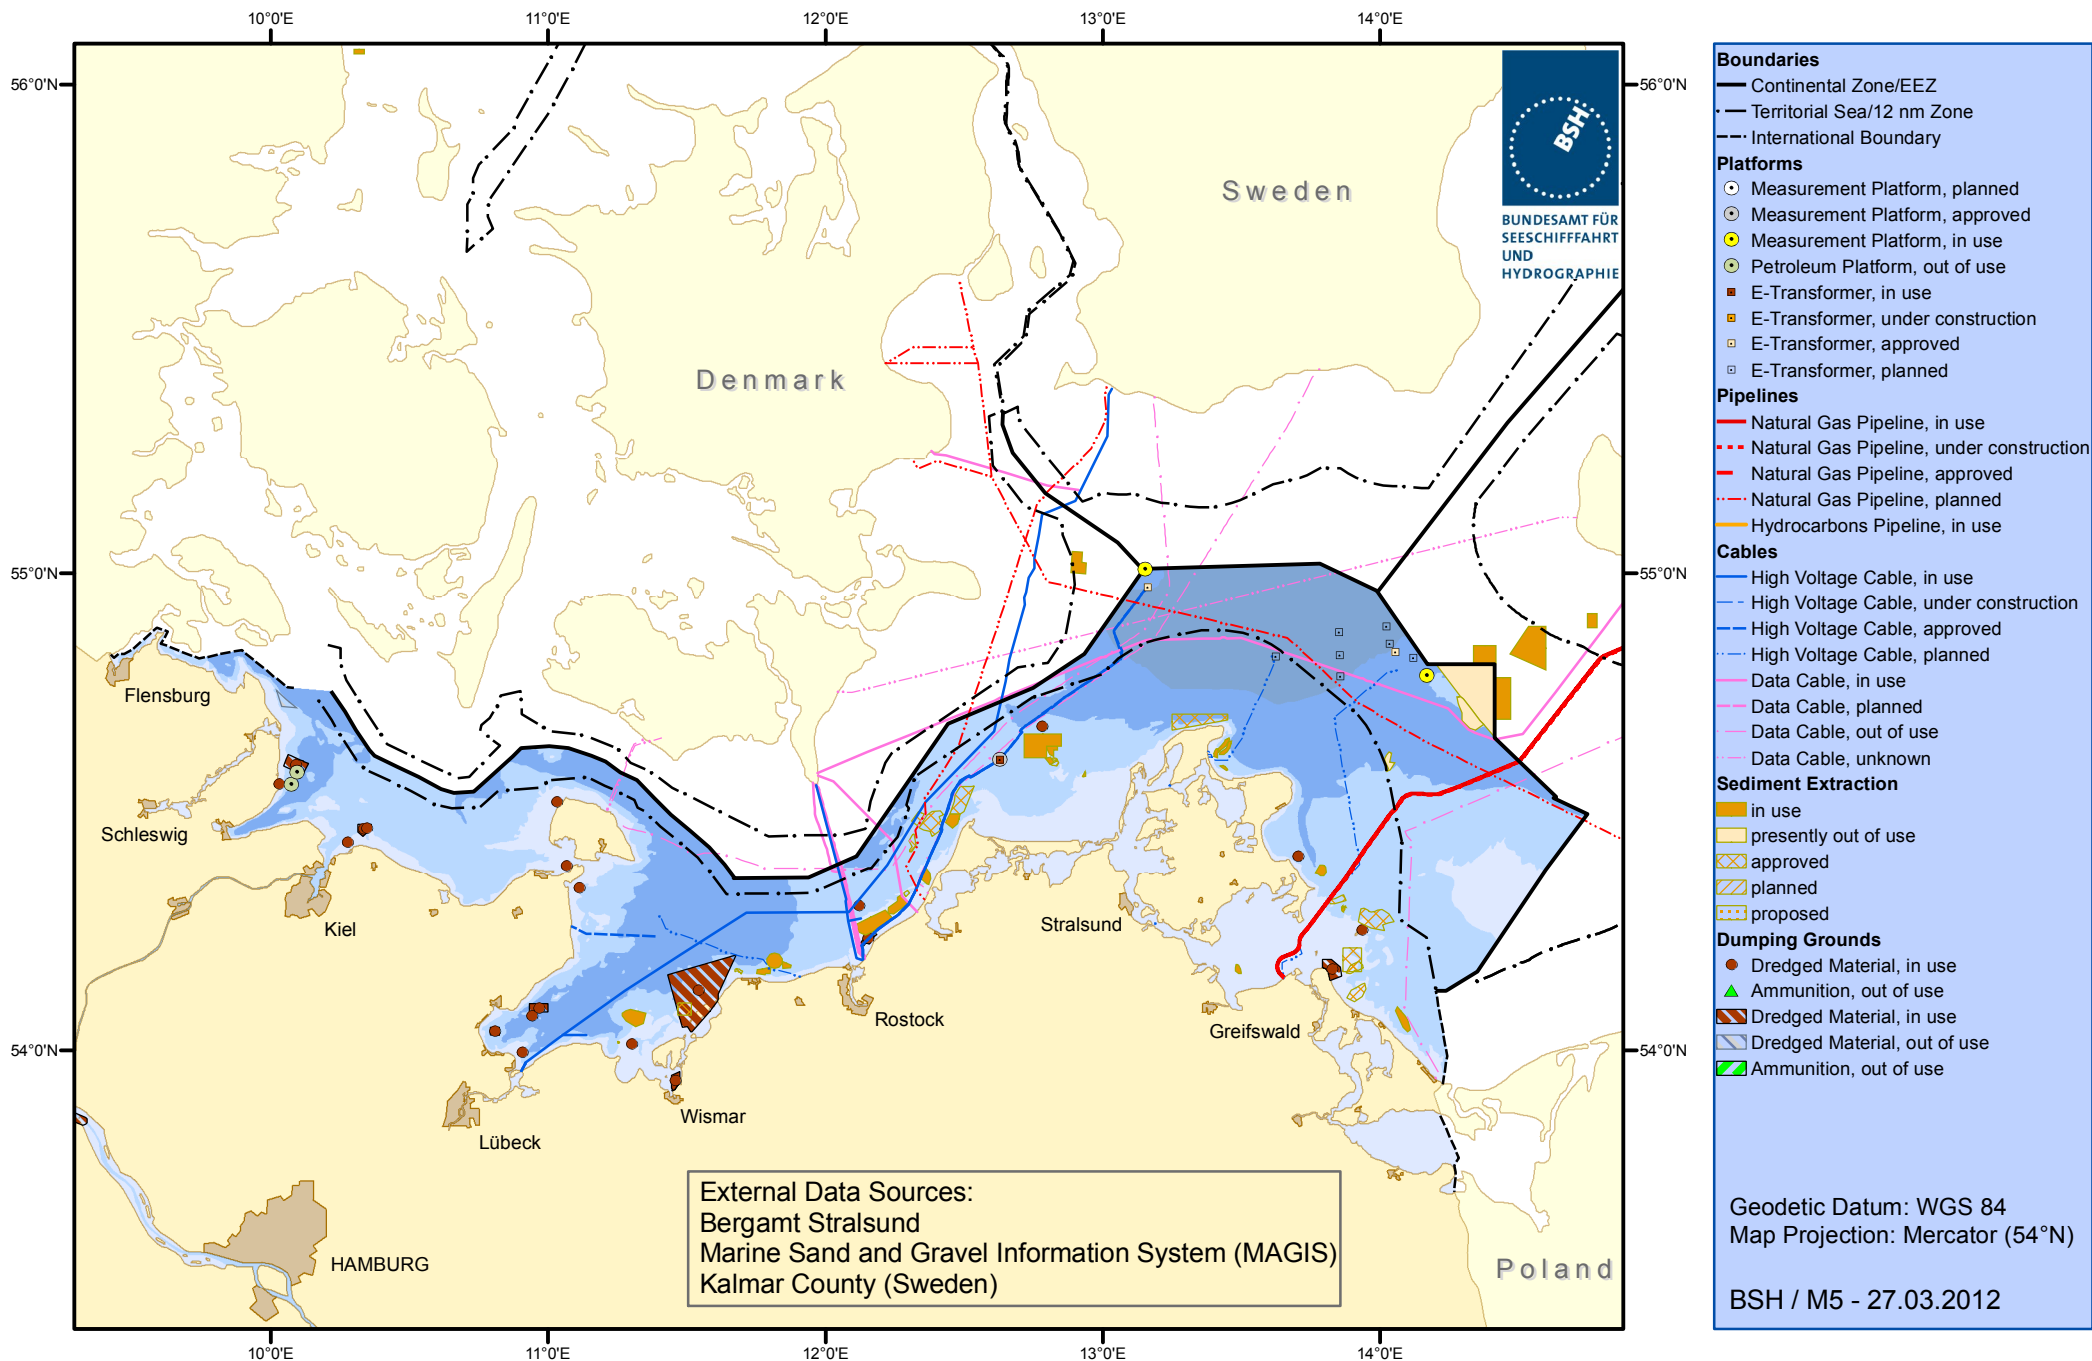 10°0'E
11°0'E
12°0'E
13°0'E
14°0'E
56°0'N
56°0'N
55°0'N
55°0'N
54°0'N
54°0'N
Sweden
Denmark
BSH
BUNDESAMT FÜR
SEESCHIFFFAHRT
UND
HYDROGRAPHIE
Flensburg
Schleswig
Kiel
Stralsund
Rostock
Greifswald
Wismar
Lübeck
HAMBURG
Poland
External Data Sources:
Bergamt Stralsund
Marine Sand and Gravel Information System (MAGIS)
Kalmar County (Sweden)
10°0'E
11°0'E
12°0'E
13°0'E
14°0'E
Boundaries
Continental Zone/EEZ
Territorial Sea/12 nm Zone
International Boundary
Platforms
Measurement Platform, planned
Measurement Platform, approved
Measurement Platform, in use
Petroleum Platform, out of use
E-Transformer, in use
E-Transformer, under construction
E-Transformer, approved
E-Transformer, planned
Pipelines
Natural Gas Pipeline, in use
Natural Gas Pipeline, under construction
Natural Gas Pipeline, approved
Natural Gas Pipeline, planned
Hydrocarbons Pipeline, in use
Cables
High Voltage Cable, in use
High Voltage Cable, under construction
High Voltage Cable, approved
High Voltage Cable, planned
Data Cable, in use
Data Cable, planned
Data Cable, out of use
Data Cable, unknown
Sediment Extraction
in use
presently out of use
approved
planned
proposed
Dumping Grounds
Dredged Material, in use
Ammunition, out of use
Dredged Material, in use
Dredged Material, out of use
Ammunition, out of use
Geodetic Datum: WGS 84
Map Projection: Mercator (54°N)
BSH / M5 - 27.03.2012